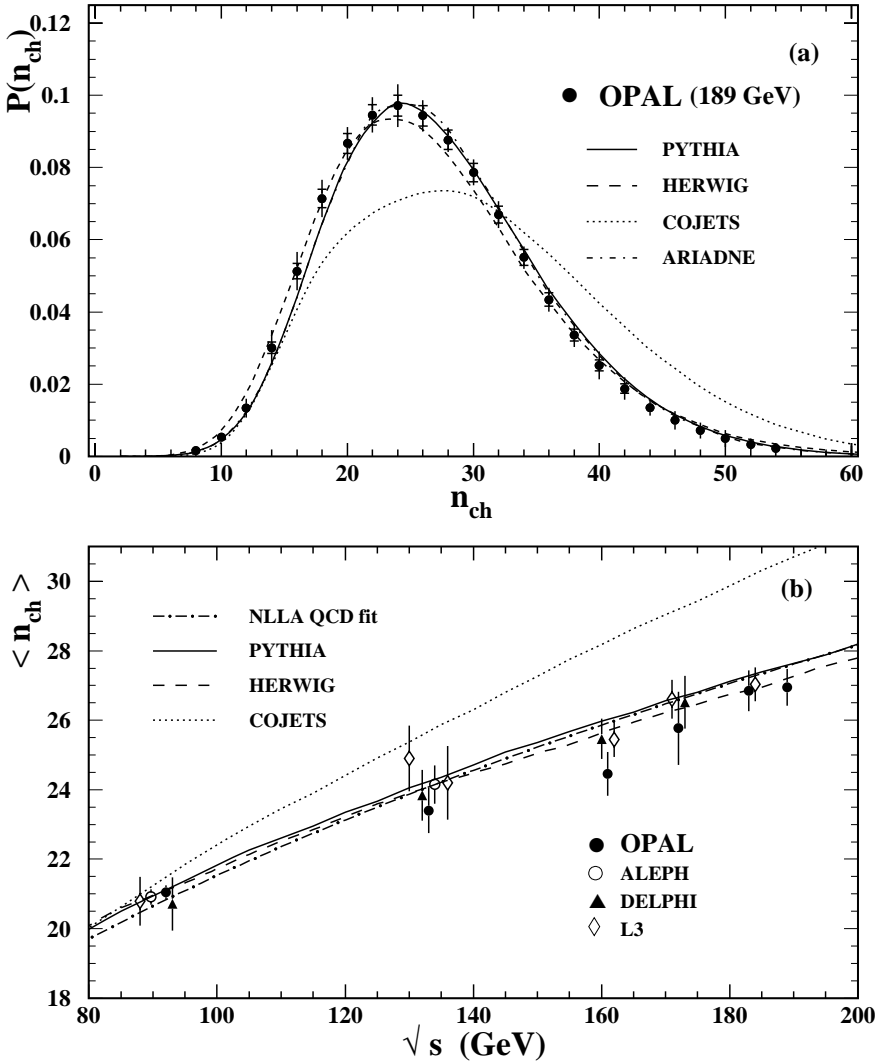 P(n_ch)
0.12
0.1
0.08
0.06
0.04
0.02
0
(a)
OPAL (189 GeV)
PYTHIA
HERWIG
COJETS
ARIADNE
0 10 20 30 40 50 60
n_ch
< n_ch >
30
28
26
24
22
20
18
(b)
NLLA QCD fit
PYTHIA
HERWIG
COJETS
OPAL
ALEPH
DELPHI
L3
80 100 120 140 160 180 200
√ s (GeV)